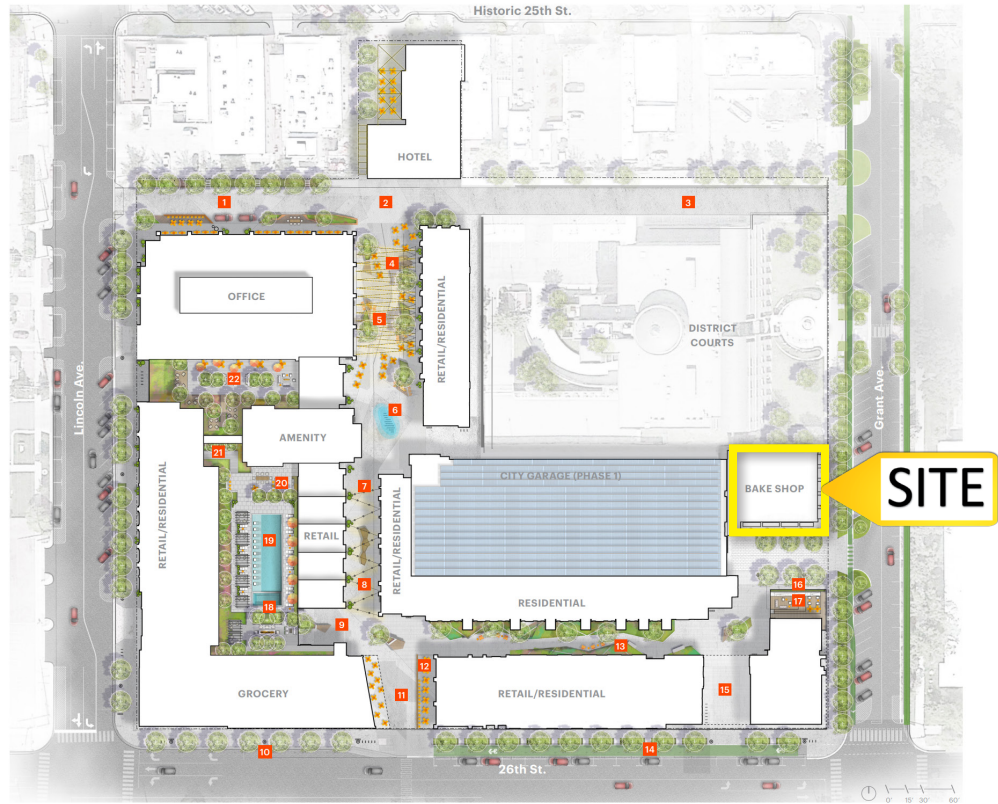 Historic 25th St.
HOTEL
1
2
3
4
OFFICE
5
RETAIL/RESIDENTIAL
DISTRICT
COURTS
Lincoln Ave.
Grant Ave.
22
6
AMENITY
21
20
7
CITY GARAGE (PHASE 1)
BAKE SHOP
SITE
RETAIL/RESIDENTIAL
19
RETAIL
RETAIL/RESIDENTIAL
8
16
17
18
RESIDENTIAL
9
13
12
GROCERY
11
RETAIL/RESIDENTIAL
15
10
14
26th St.
0' 15' 30' 60'